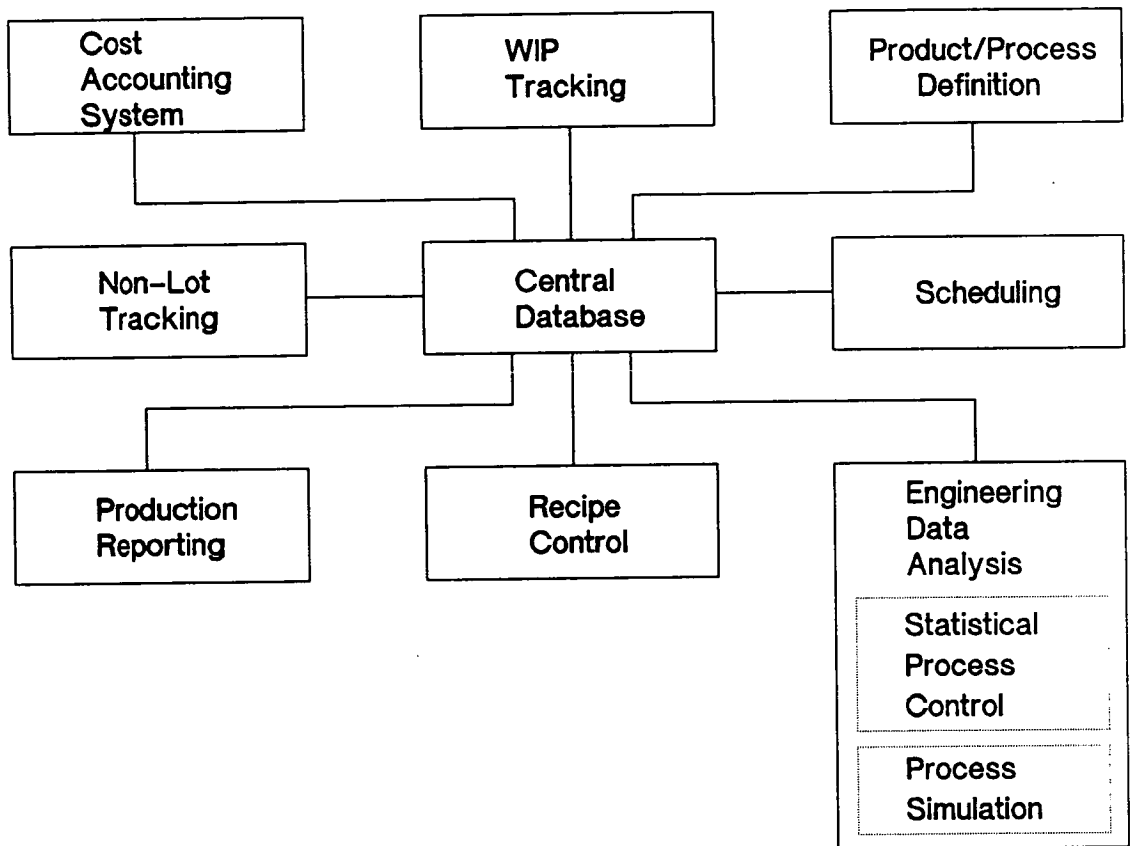 Cost
Accounting
System
WIP
Tracking
Product/Process
Definition
Non-Lot
Tracking
Central
Database
Scheduling
Production
Reporting
Recipe
Control
Engineering
Data
Analysis
Statistical
Process
Control
Process
Simulation